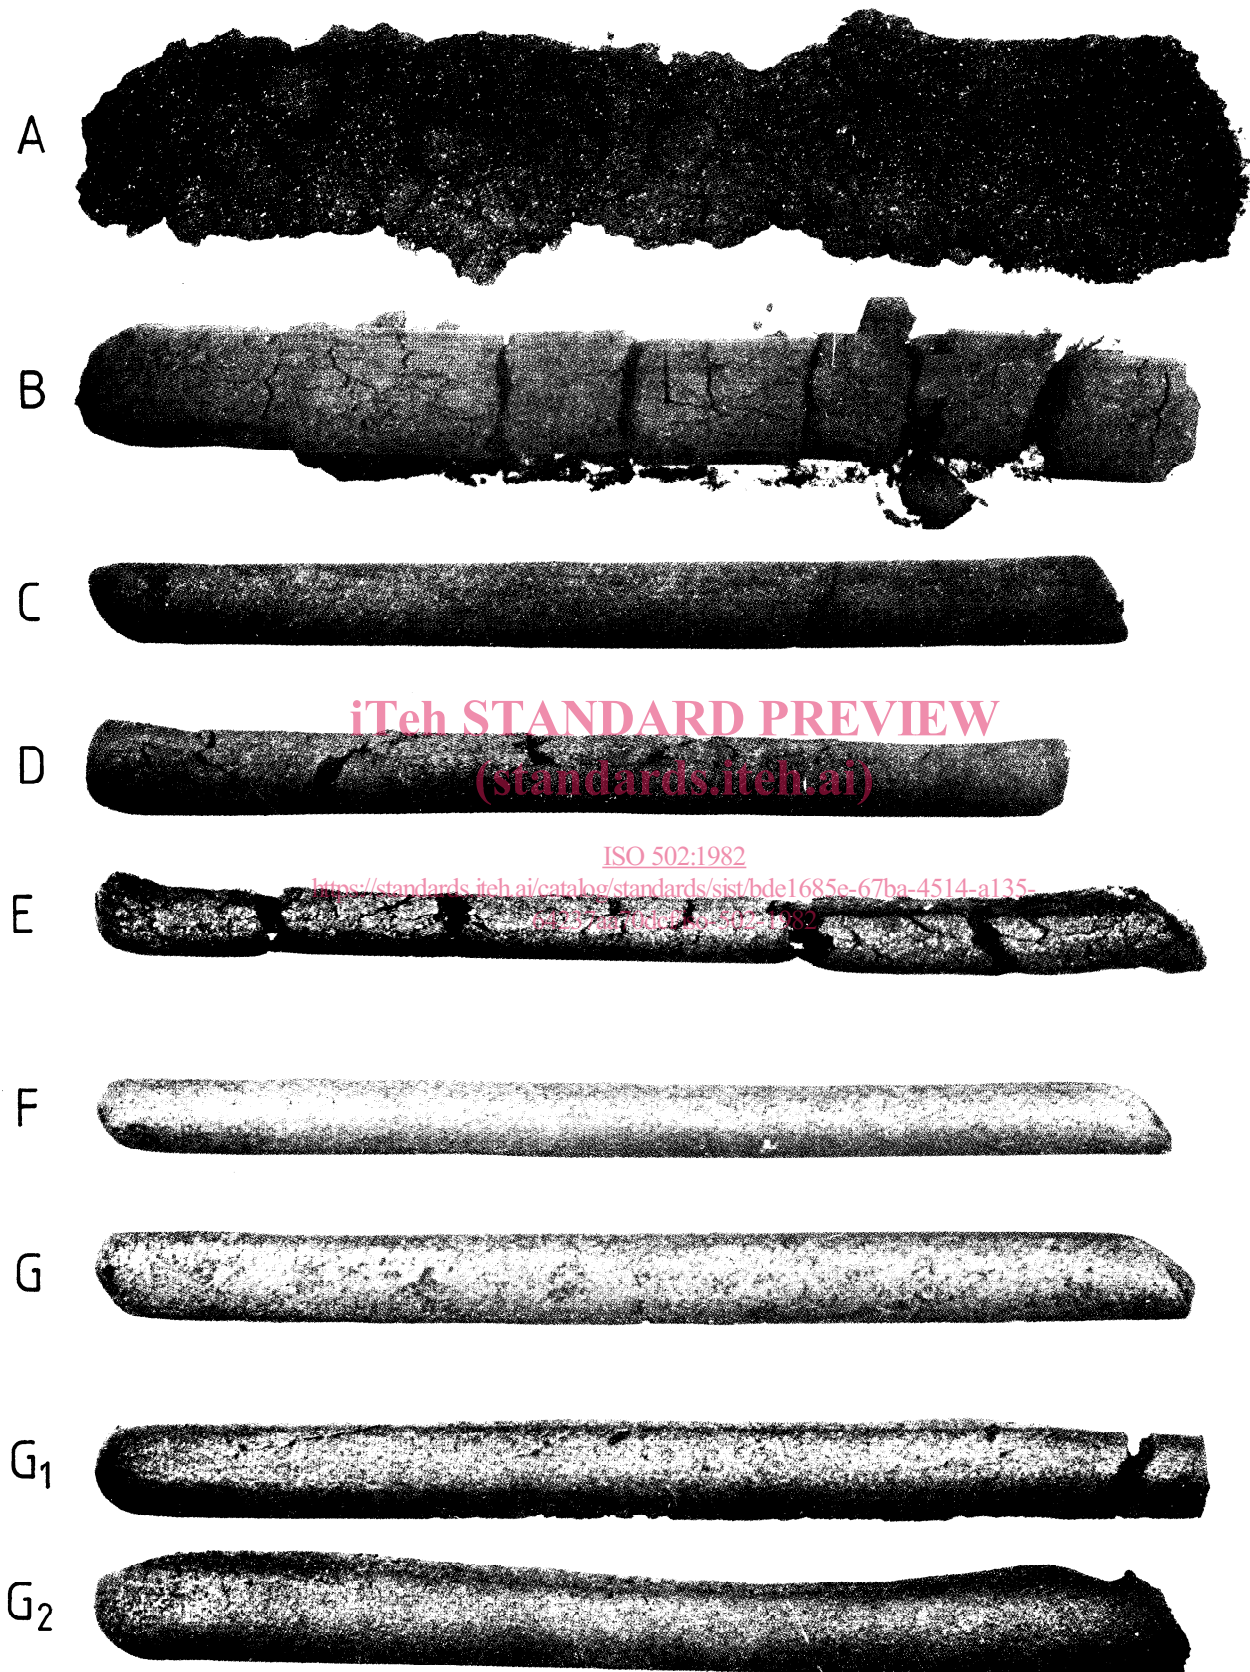 A
B
C
iTeh STANDARD PREVIEW
D
(standards.iteh.ai)
ISO 502:1982
https://standards.iteh.ai/catalog/standards/sist/bde1685e-67ba-4514-a135-
E
F
G
G1
G2